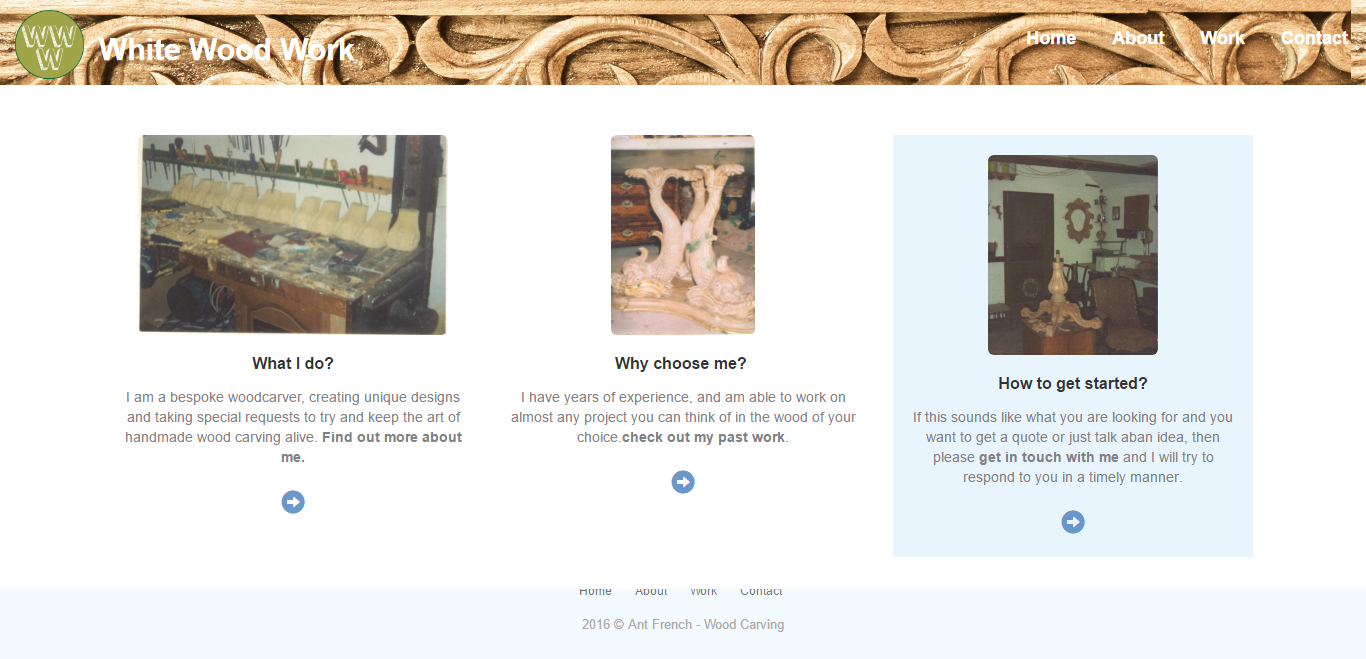 WW
W
White Wood Work
Home About Work Contact
What I do?
I am a bespoke woodcarver, creating unique designs
and taking special requests to try and keep the art of
handmade wood carving alive. Find out more about
me.
Why choose me?
I have years of experience, and am able to work on
almost any project you can think of in the wood of your
choice.check out my past work.
How to get started?
If this sounds like what you are looking for and you
want to get a quote or just talk aban idea, then
please get in touch with me and I will try to
respond to you in a timely manner.
Home About Work Contact
2016 © Ant French - Wood Carving